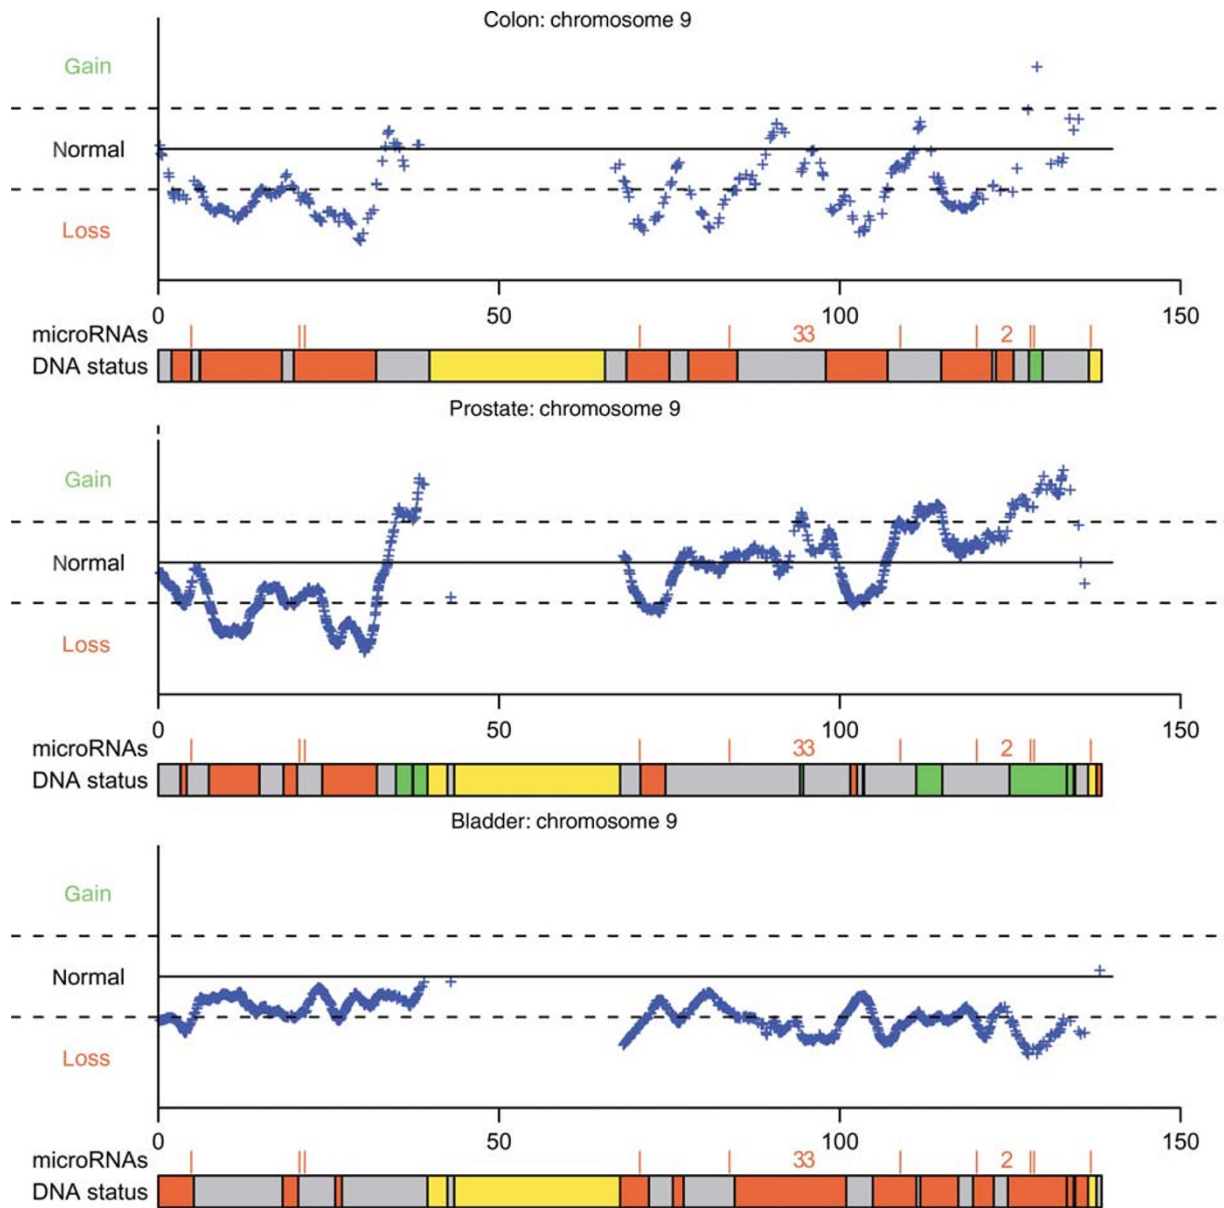 Colon: chromosome 9
Gain
Normal
Loss
0 50 100 150
microRNAs 33 2
DNA status
Prostate: chromosome 9
Gain
Normal
Loss
0 50 100 150
microRNAs 33 2
DNA status
Bladder: chromosome 9
Gain
Normal
Loss
0 50 100 150
microRNAs 33 2
DNA status